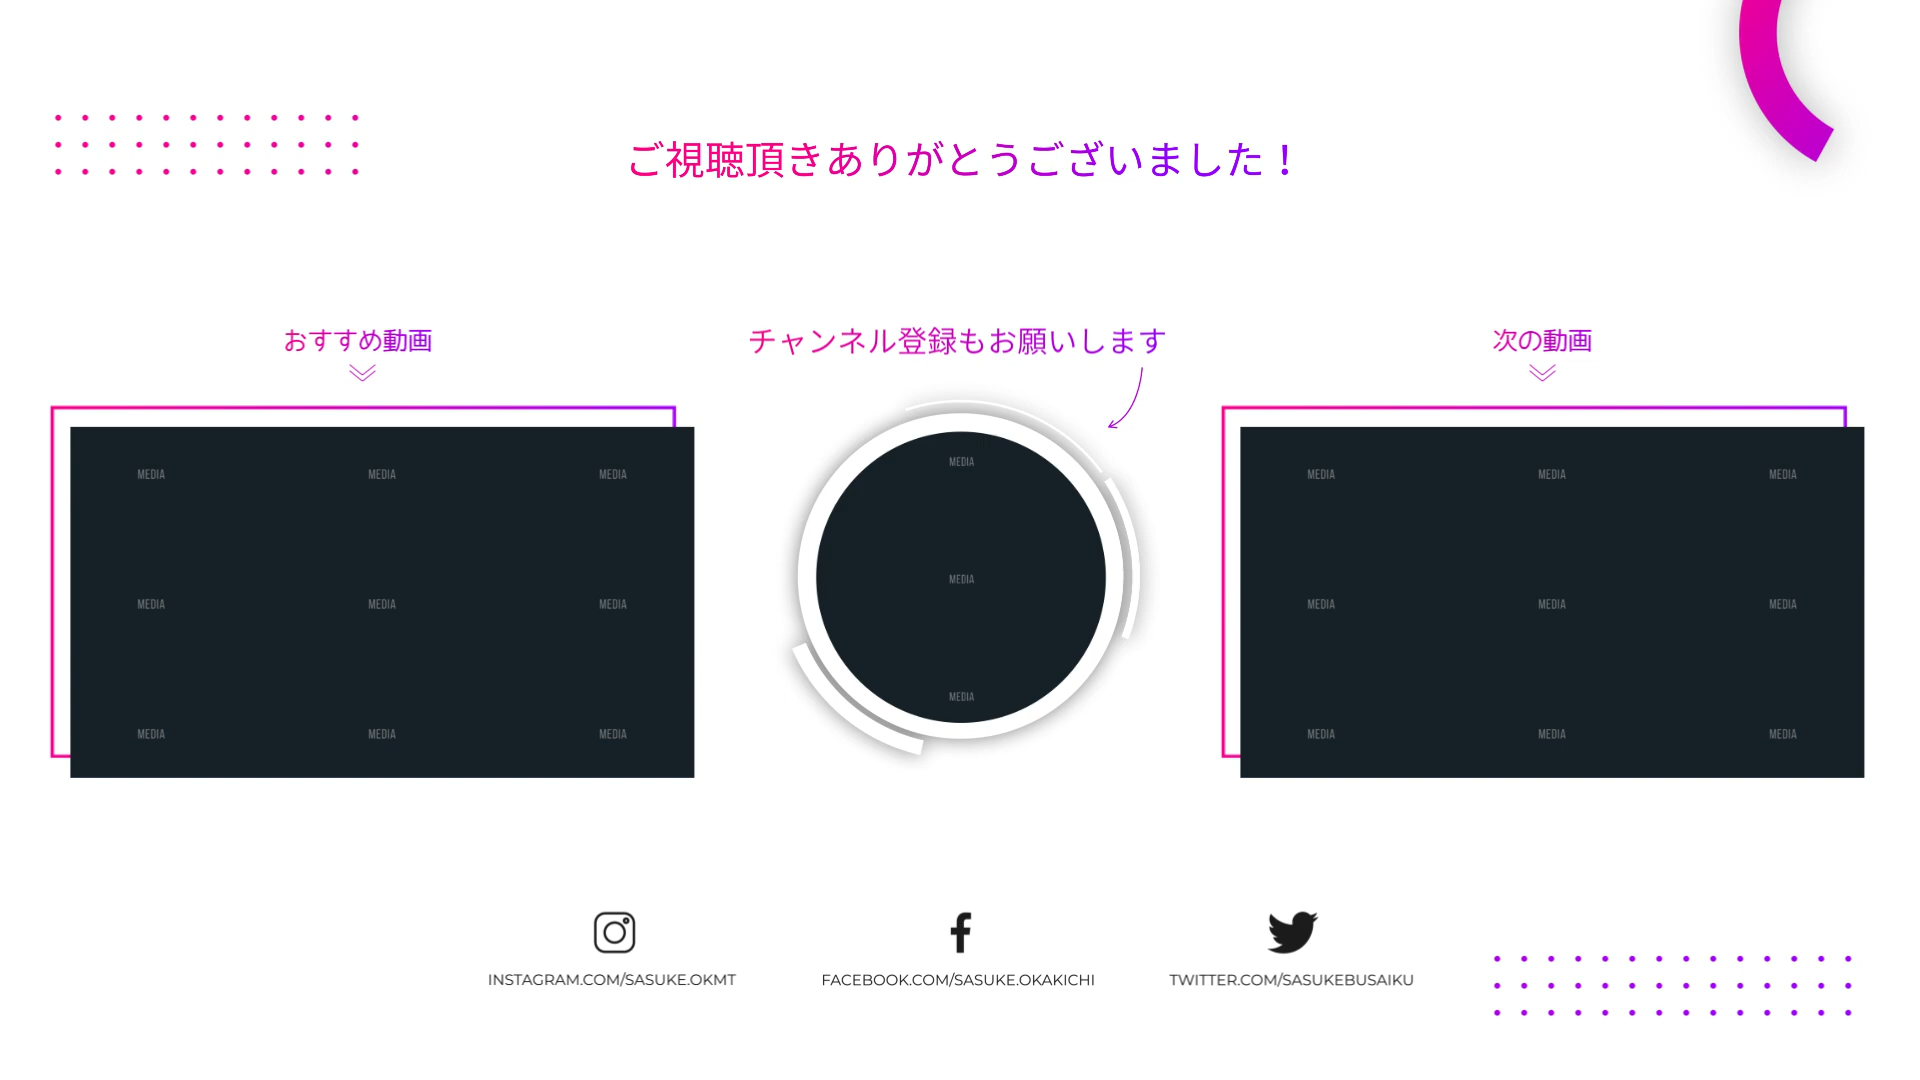 ご視聴頂きありがとうございました！
おすすめ動画
チャンネル登録もお願いします
次の動画
MEDIA MEDIA MEDIA
MEDIA MEDIA MEDIA
MEDIA MEDIA MEDIA
MEDIA
MEDIA
MEDIA
MEDIA MEDIA MEDIA
MEDIA MEDIA MEDIA
MEDIA MEDIA MEDIA
INSTAGRAM.COM/SASUKE.OKMT
FACEBOOK.COM/SASUKE.OKAKICHI
TWITTER.COM/SASUKEBUSAIKU